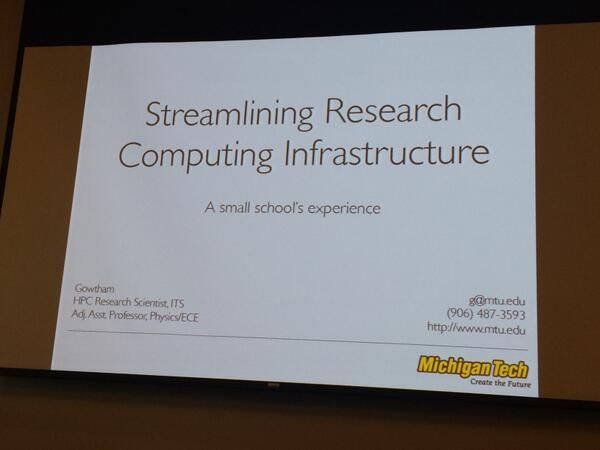 Streamlining Research
Computing Infrastructure
A small school's experience
Gowtham
HPC Research Scientist, ITS
Adj. Asst. Professor, Physics/ECE
g@mtu.edu
(906) 487-3593
http://www.mtu.edu
Michigan Tech
Create the Future